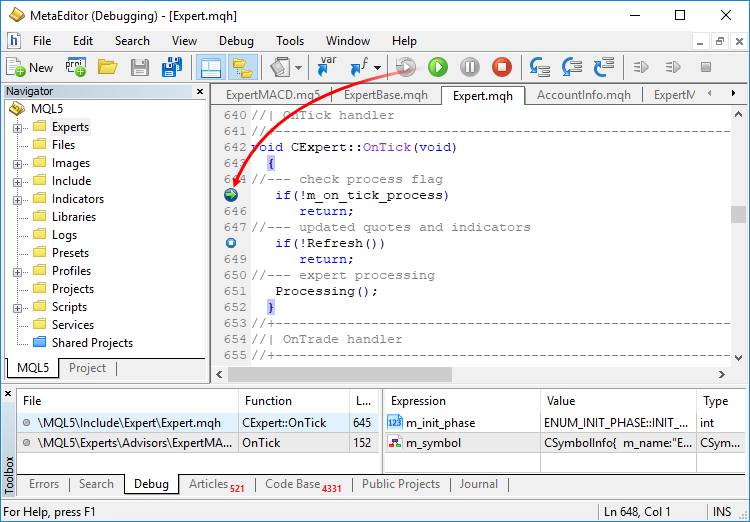 MetaEditor (Debugging) - [Expert.mqh]
File Edit Search View Debug Tools Window Help
New var
Navigator
MQL5
Experts
Files
Images
Include
Indicators
Libraries
Logs
Presets
Profiles
Projects
Scripts
Services
Shared Projects
MQL5 Project
ExpertMACD.mq5 ExpertBase.mqh Expert.mqh AccountInfo.mqh ExpertM
640 //| OnTick handler
641 //+
642 void CExpert::OnTick(void)
643 {
644 //--- check process flag
if(!m_on_tick_process)
646 return;
647 //--- updated quotes and indicators
if(!Refresh())
649 return;
650 //--- expert processing
651 Processing();
652 }
653 //+
654 //| OnTrade handler
655 //+
File Function L...
\MQL5\Include\Expert\Expert.mqh CExpert::OnTick 645
\MQL5\Experts\Advisors\ExpertMA... OnTick 152
Expression Value Type
m_init_phase ENUM_INIT_PHASE::INIT_... int
m_symbol CSymbolInfo{ m_name:"E... CSym...
Toolbox
Errors Search Debug Articles 521 Code Base 4331 Public Projects Journal
For Help, press F1 Ln 648, Col 1 INS